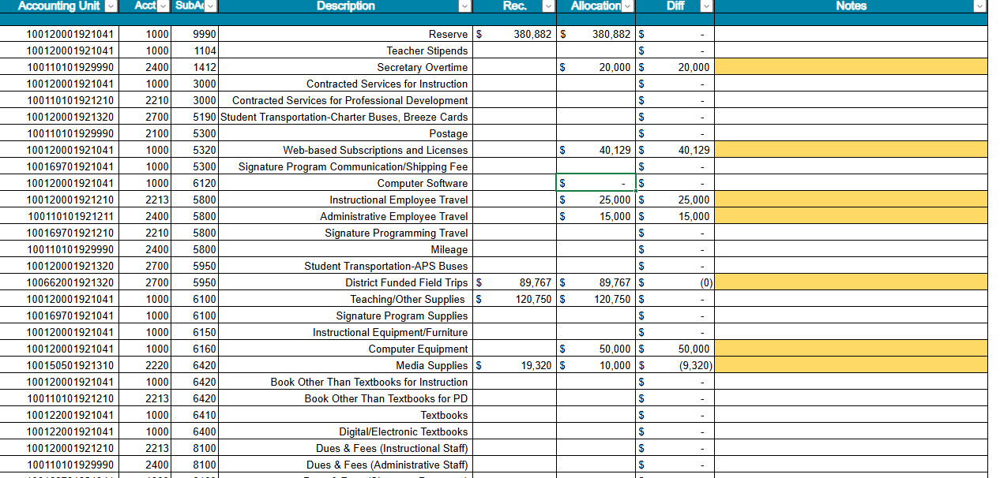 Accounting Unit Acct SubAc Description Rec. Allocation Diff Notes
100120001921041 1000 9990 Reserve $ 380,882 $ 380,882 $ -
100120001921041 1000 1104 Teacher Stipends $ -
100110101929990 2400 1412 Secretary Overtime $ 20,000 $ 20,000
100120001921041 1000 3000 Contracted Services for Instruction $ -
100110101921210 2210 3000 Contracted Services for Professional Development $ -
100120001921320 2700 5190 Student Transportation-Charter Buses, Breeze Cards $ -
100110101929990 2100 5300 Postage $ -
100120001921041 1000 5320 Web-based Subscriptions and Licenses $ 40,129 $ 40,129
100169701921041 1000 5300 Signature Program Communication/Shipping Fee $ -
100120001921041 1000 6120 Computer Software $ - $ -
100120001921210 2213 5800 Instructional Employee Travel $ 25,000 $ 25,000
100110101921211 2400 5800 Administrative Employee Travel $ 15,000 $ 15,000
100169701921210 2210 5800 Signature Programming Travel $ -
100110101929990 2400 5800 Mileage $ -
100120001921320 2700 5950 Student Transportation-APS Buses $ -
100662001921320 2700 5950 District Funded Field Trips $ 89,767 $ 89,767 $ (0)
100120001921041 1000 6100 Teaching/Other Supplies $ 120,750 $ 120,750 $ -
100169701921041 1000 6100 Signature Program Supplies $ -
100120001921041 1000 6150 Instructional Equipment/Furniture $ -
100120001921041 1000 6160 Computer Equipment $ 50,000 $ 50,000
100150501921310 2220 6420 Media Supplies $ 19,320 $ 10,000 $ (9,320)
100120001921041 1000 6420 Book Other Than Textbooks for Instruction $ -
100110101921210 2213 6420 Book Other Than Textbooks for PD $ -
100122001921041 1000 6410 Textbooks $ -
100122001921041 1000 6400 Digital/Electronic Textbooks $ -
100120001921210 2213 8100 Dues & Fees (Instructional Staff) $ -
100110101929990 2400 8100 Dues & Fees (Administrative Staff) $ -